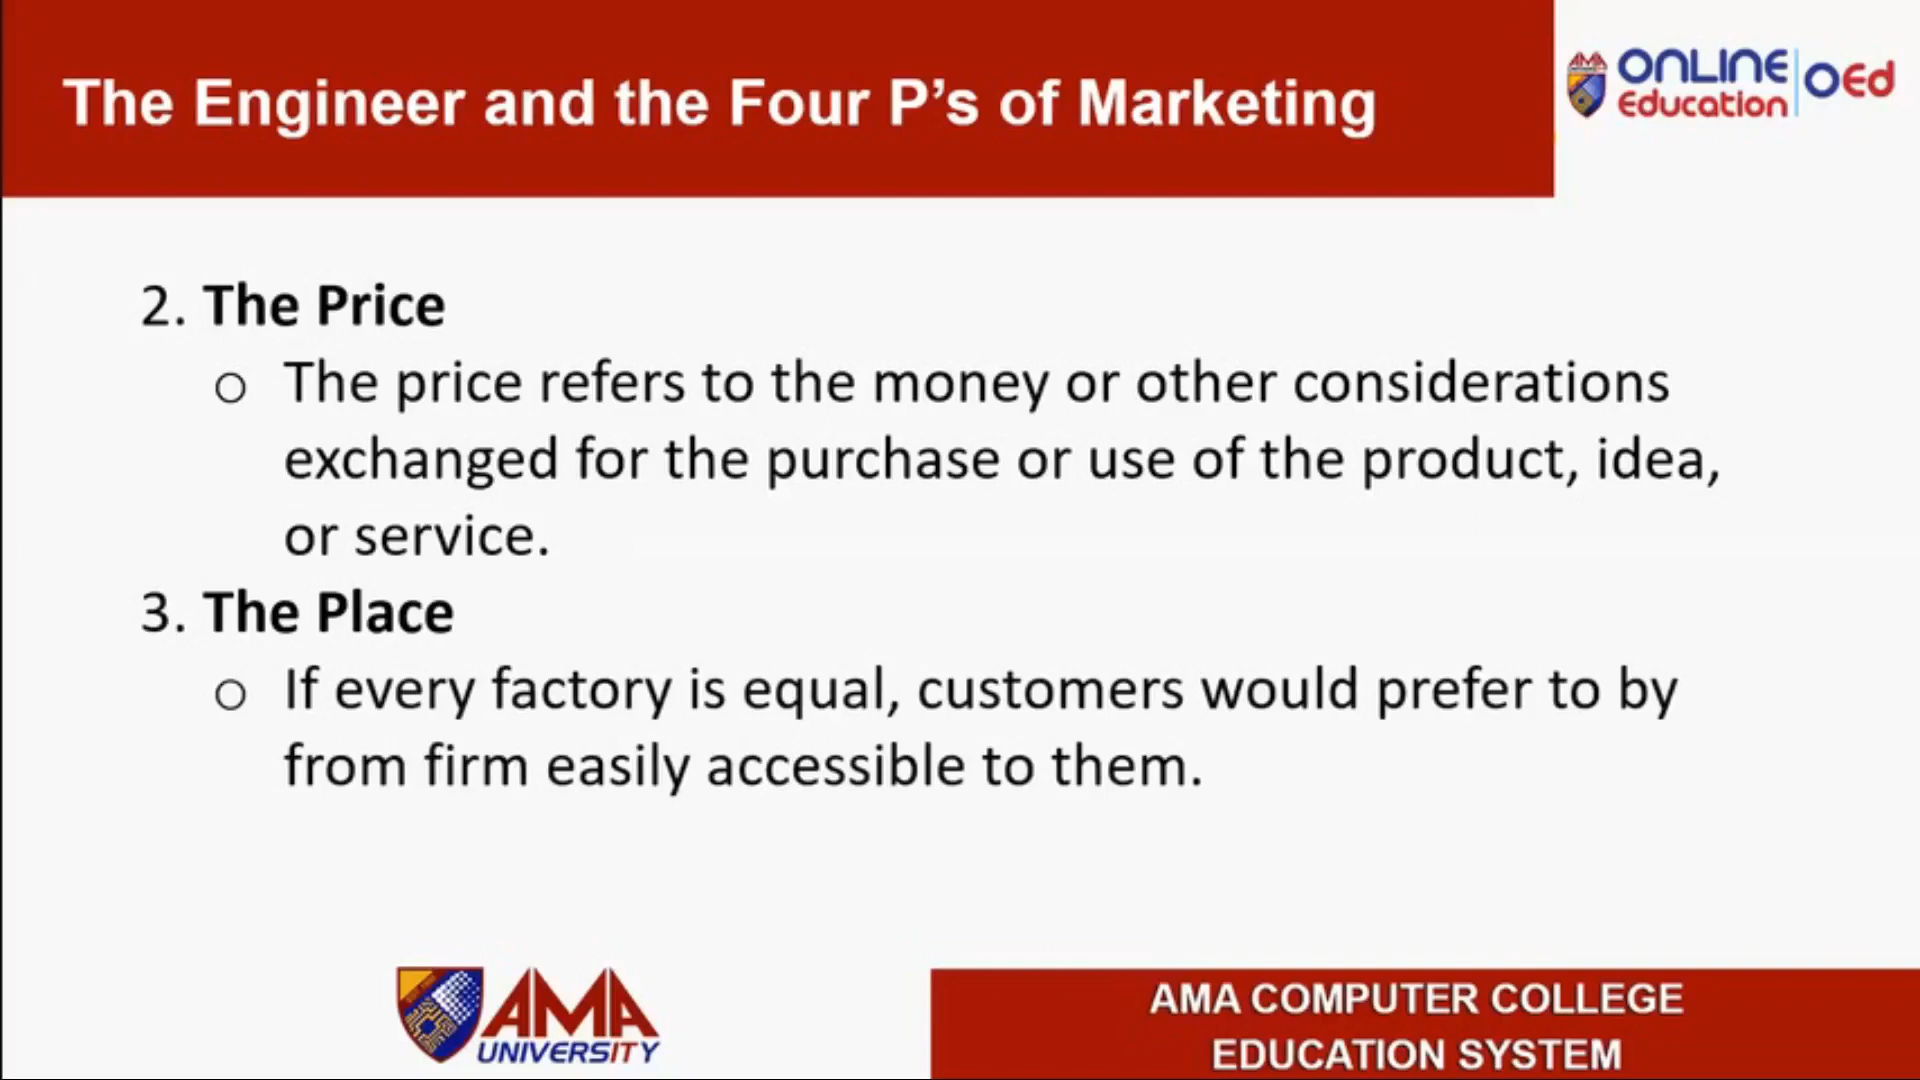 The Engineer and the Four P’s of Marketing
AMA
ONLINE
Education
OEd
2. The Price
o The price refers to the money or other considerations
exchanged for the purchase or use of the product, idea,
or service.
3. The Place
o If every factory is equal, customers would prefer to by
from firm easily accessible to them.
AMA
UNIVERSITY
AMA COMPUTER COLLEGE
EDUCATION SYSTEM